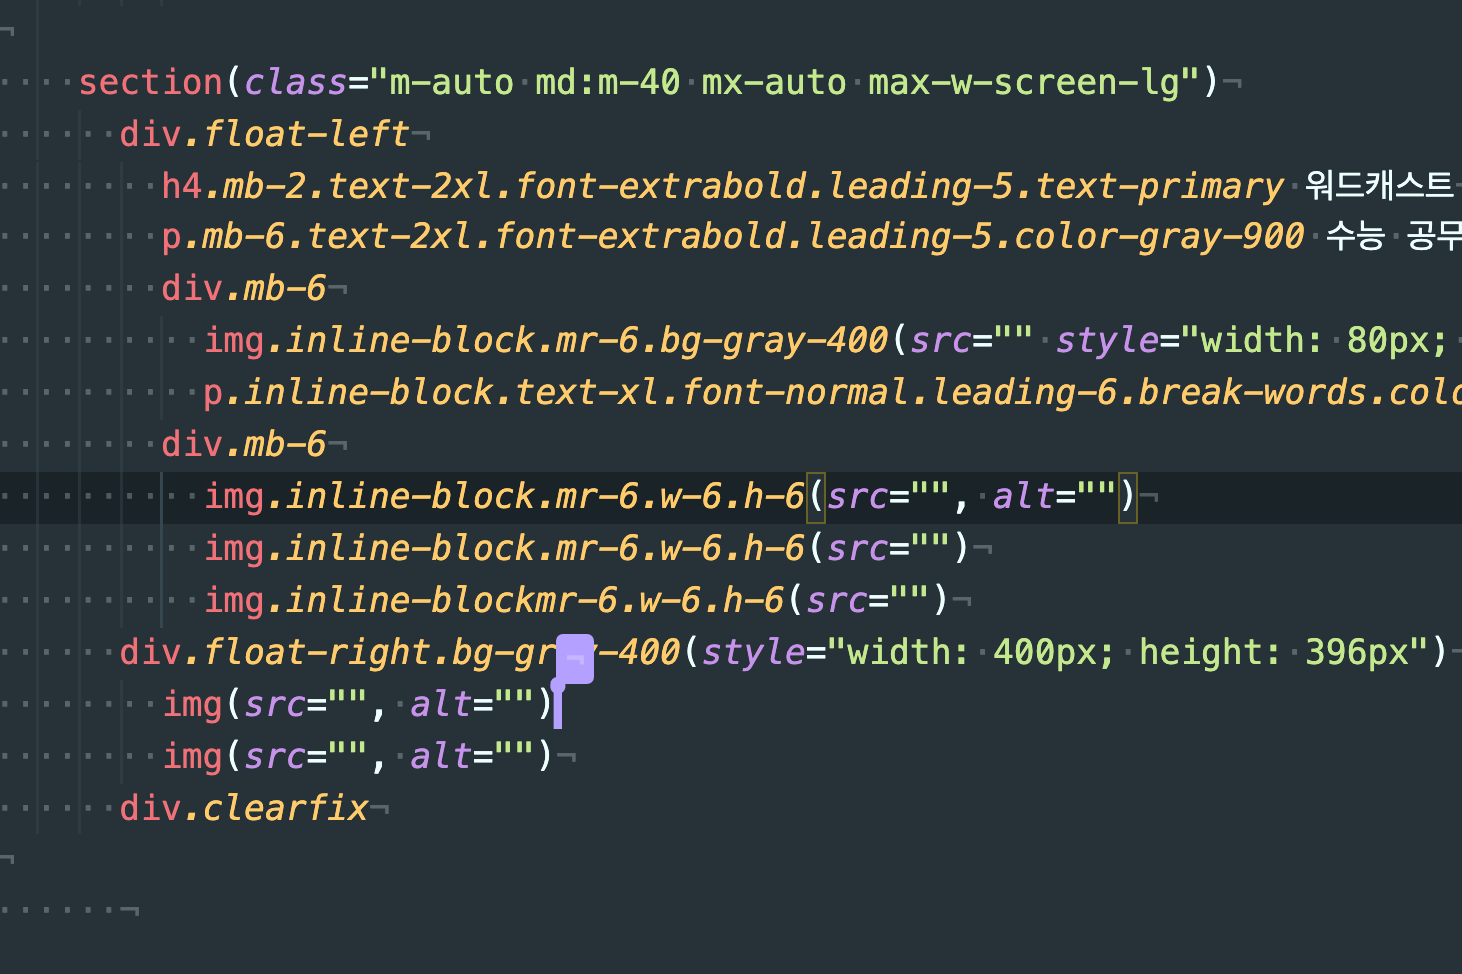 section(class="m-auto md:m-40 mx-auto max-w-screen-lg")
div.float-left
h4.mb-2.text-2xl.font-extrabold.leading-5.text-primary 워드캐스트
p.mb-6.text-2xl.font-extrabold.leading-5.color-gray-900 수능 공무
div.mb-6
img.inline-block.mr-6.bg-gray-400(src="" style="width: 80px;
p.inline-block.text-xl.font-normal.leading-6.break-words.colo
div.mb-6
img.inline-block.mr-6.w-6.h-6(src="", alt="")
img.inline-block.mr-6.w-6.h-6(src="")
img.inline-blockmr-6.w-6.h-6(src="")
div.float-right.bg-gray-400(style="width: 400px; height: 396px")
img(src="", alt="")
img(src="", alt="")
div.clearfix